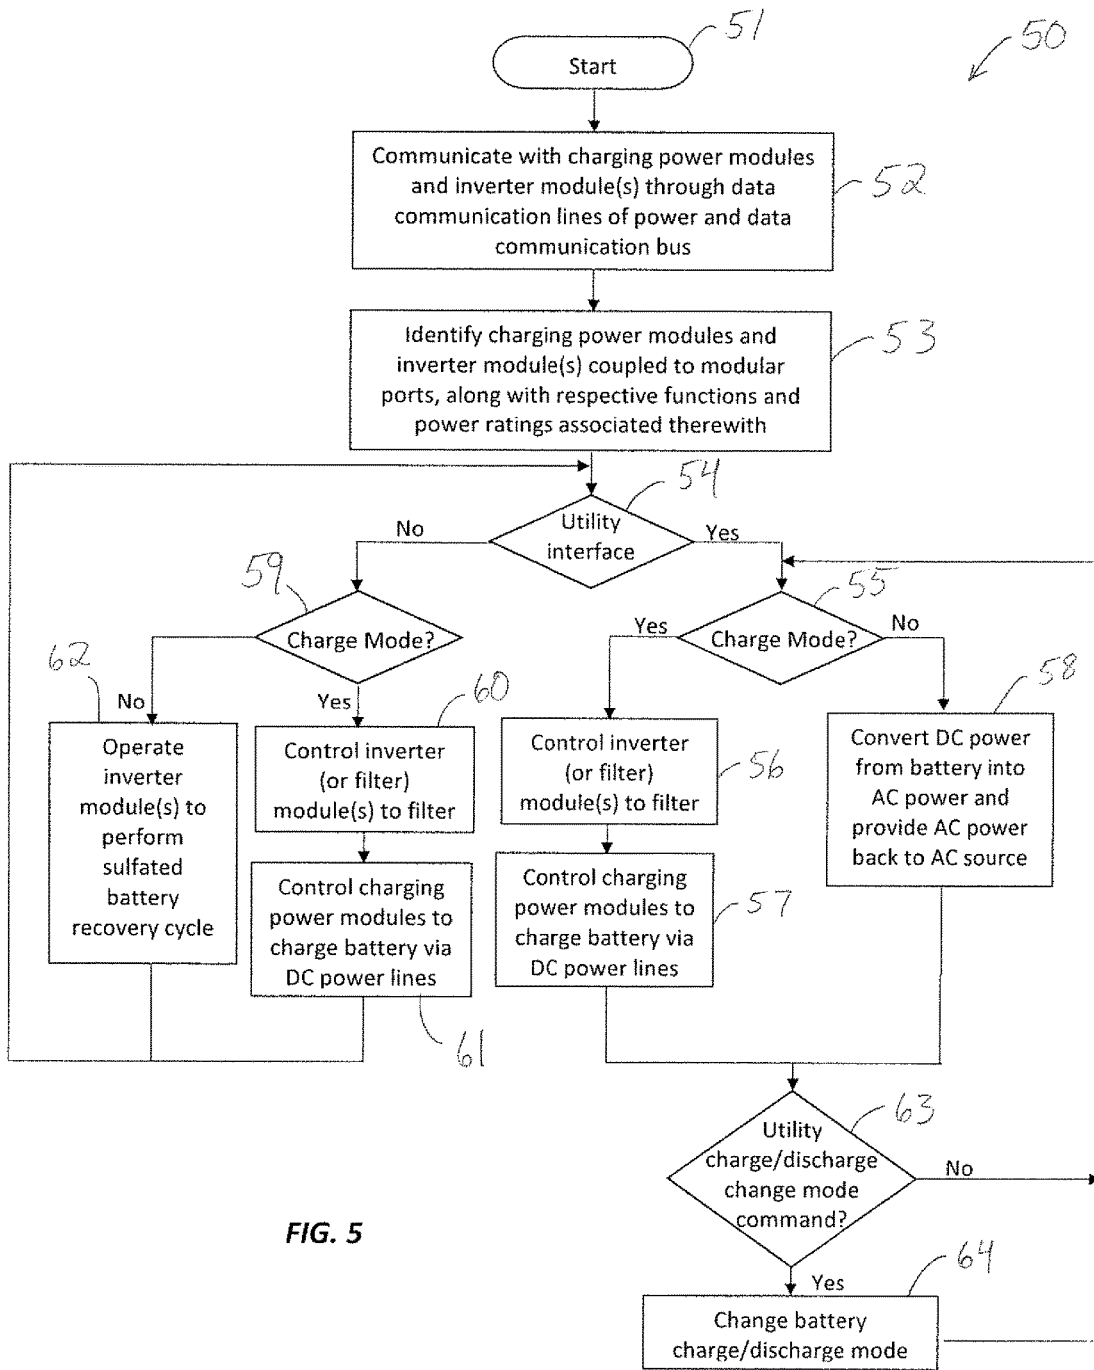 51
50
Start
Communicate with charging power modules
and inverter module(s) through data
communication lines of power and data
communication bus
52
Identify charging power modules and
inverter module(s) coupled to modular
ports, along with respective functions and
power ratings associated therewith
53
54
Utility
interface
No
Yes
59
Charge Mode?
55
Charge Mode?
Yes
No
62
No
Yes
60
58
Operate
inverter
module(s) to
perform
sulfated
battery
recovery cycle
Control inverter
(or filter)
module(s) to filter
Control inverter
(or filter)
module(s) to filter
56
Convert DC power
from battery into
AC power and
provide AC power
back to AC source
Control charging
power modules to
charge battery via
DC power lines
61
Control charging
power modules to
charge battery via
DC power lines
57
63
Utility
charge/discharge
change mode
command?
No
Yes
64
Change battery
charge/discharge mode
FIG. 5